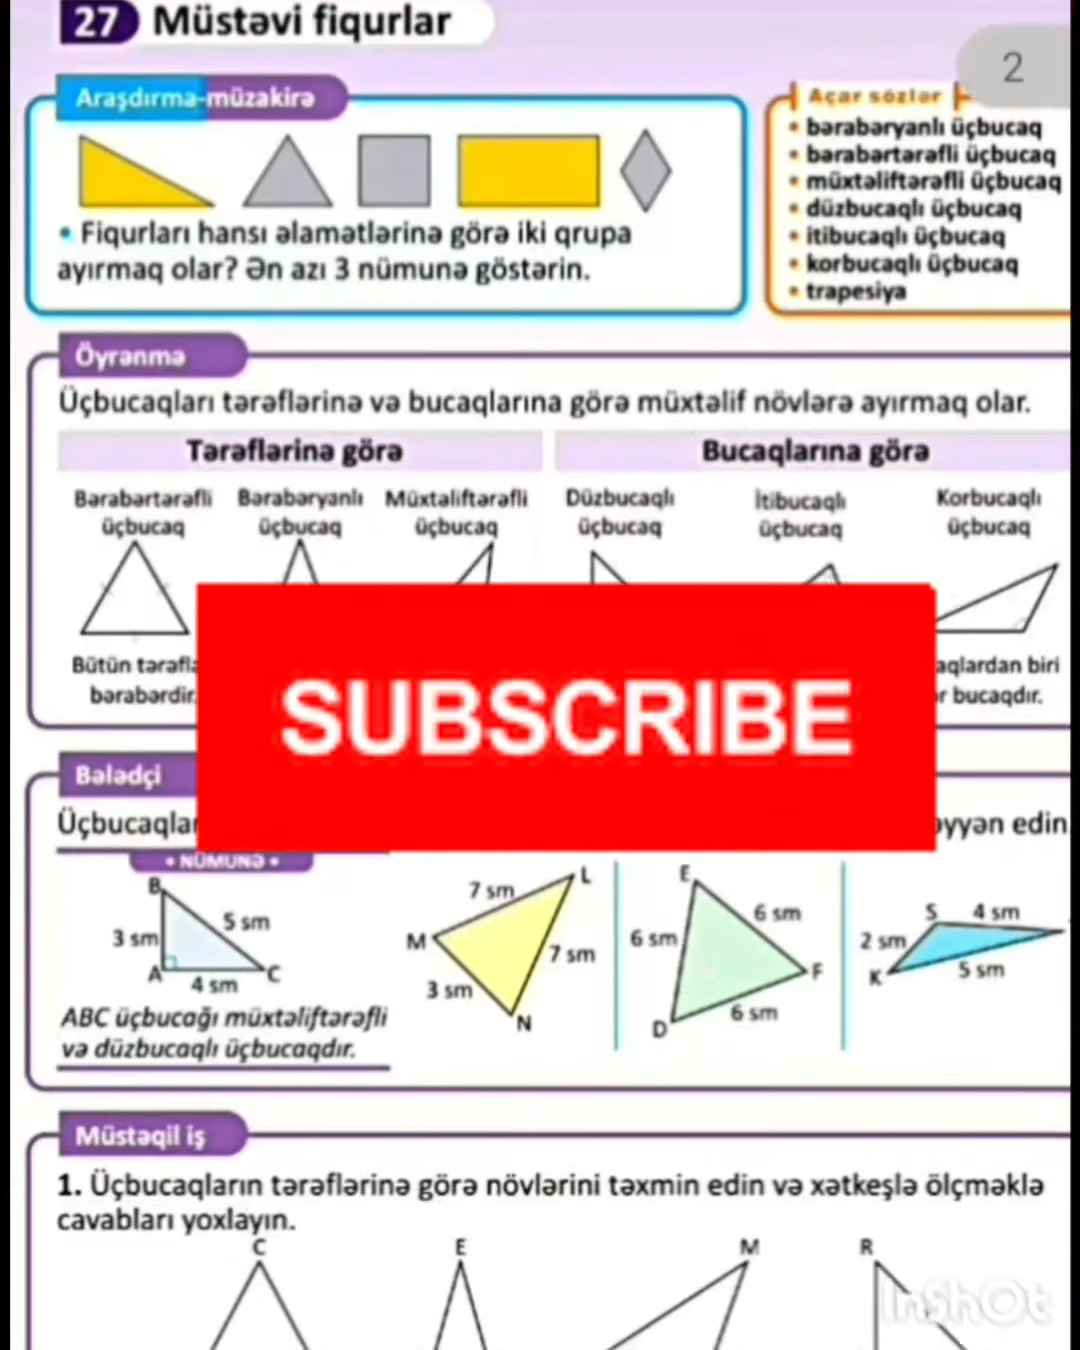 27 Müstəvi fiqurlar
2
Araşdırma-müzakirə
• Fiqurları hansı əlamətlərinə görə iki qrupa
ayırmaq olar? Ən azı 3 nümunə göstərin.
Açar sözlər
• bərabəryanlı üçbucaq
• bərabərtərəfli üçbucaq
• müxtəliftərəfli üçbucaq
• düzbucaqlı üçbucaq
• itibucaqlı üçbucaq
• korbucaqlı üçbucaq
• trapesiya
Öyrənmə
Üçbucaqları tərəflərinə və bucaqlarına görə müxtəlif növlərə ayırmaq olar.
Tərəflərinə görə
Bucaqlarına görə
Bərabərtərəfli
üçbucaq
Bərabəryanlı
üçbucaq
Müxtəliftərəfli
üçbucaq
Düzbucaqlı
üçbucaq
İtibucaqlı
üçbucaq
Korbucaqlı
üçbucaq
Bütün
bərabərdir.
biri
bucaqdır.
SUBSCRIBE
Bələdçi
edin
• NÜMUNƏ •
B
3 sm
5 sm
A
4 sm
C
ABC üçbucağı müxtəliftərəfli
və düzbucaqlı üçbucaqdır.
7 sm
L
M
7 sm
3 sm
N
E
6 sm
6 sm
F
D
6 sm
S
4 sm
2 sm
K
5 sm
Müstəqil iş
1. Üçbucaqların tərəflərinə görə növlərini təxmin edin və xətkeşlə ölçməklə
cavabları yoxlayın.
C
E
M
R
InShOt